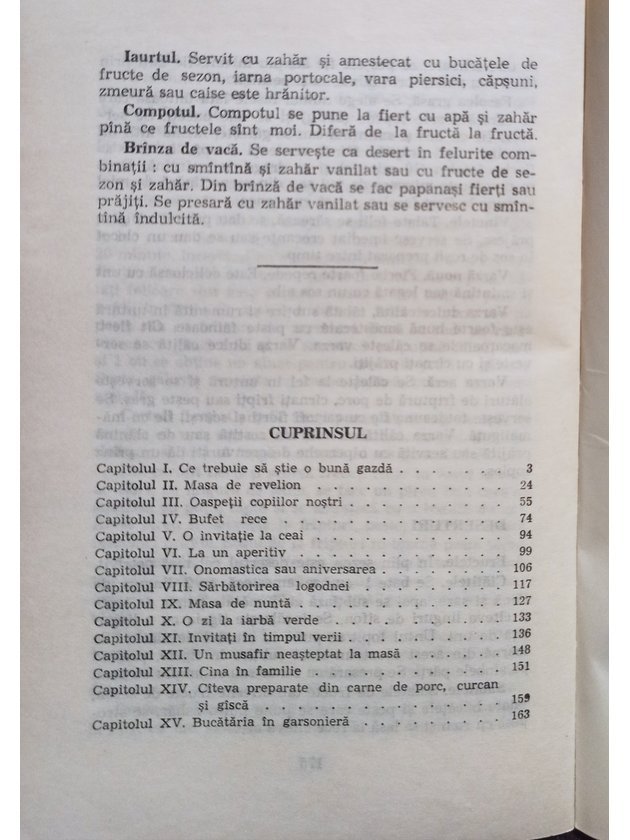 Iaurtul. Servit cu zahăr și amestecat cu bucățele de
fructe de sezon, iarna portocale, vara piersici, căpșuni,
zmeură sau caise este hrănitor.
Compotul. Compotul se pune la fiert cu apă și zahăr
pînă ce fructele sînt moi. Diferă de la fructă la fructă.
Brînza de vacă. Se servește ca desert în felurite com-
binații : cu smîntînă și zahăr vanilat sau cu fructe de se-
zon și zahăr. Din brînză de vacă se fac papanași fierți sau
prăjiți. Se presară cu zahăr vanilat sau se servesc cu smîn-
tînă îndulcită.
CUPRINSUL
Capitolul I. Ce trebuie să știe o bună gazdă . . . . . . . 3
Capitolul II. Masa de revelion . . . . . . . . . . 24
Capitolul III. Oaspeții copiilor noștri . . . . . . . . 55
Capitolul IV. Bufet rece . . . . . . . . . . . 74
Capitolul V. O invitație la ceai . . . . . . . . . . 94
Capitolul VI. La un aperitiv . . . . . . . . . . 99
Capitolul VII. Onomastica sau aniversarea . . . . . . . 106
Capitolul VIII. Sărbătorirea logodnei . . . . . . . . 117
Capitolul IX. Masa de nuntă . . . . . . . . . . 127
Capitolul X. O zi la iarbă verde . . . . . . . . . 133
Capitolul XI. Invitați în timpul verii . . . . . . . . 136
Capitolul XII. Un musafir neașteptat la masă . . . . . . 148
Capitolul XIII. Cina în familie . . . . . . . . . . 151
Capitolul XIV. Cîteva preparate din carne de porc, curcan
și gîscă . . . . . . . . . . . 159
Capitolul XV. Bucătăria în garsonieră . . . . . . . . 163